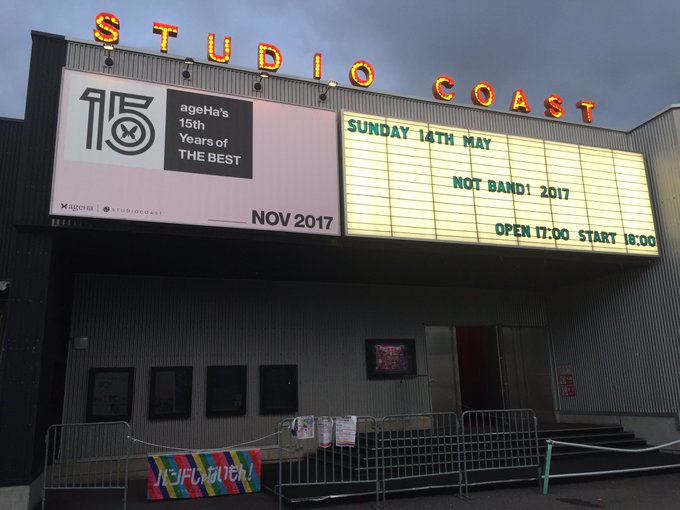 STUDIO COAST
15
ageHa's
15th
Years of
THE BEST
ageHa | STUDIOCOAST
NOV 2017
SUNDAY 14TH MAY
NOT BAND! 2017
OPEN 17:00 START 18:00
バンドじゃないもん!